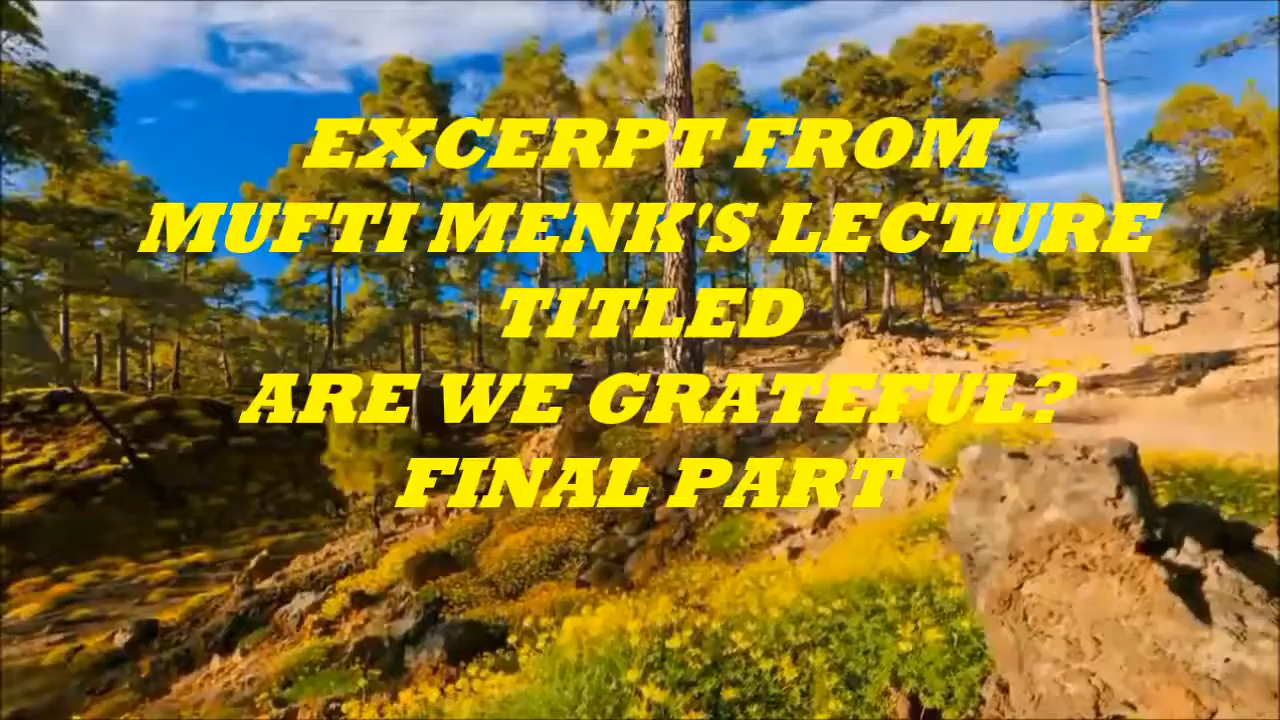 EXCERPT FROM
MUFTI MENK'S LECTURE
TITLED
ARE WE GRATEFUL?
FINAL PART